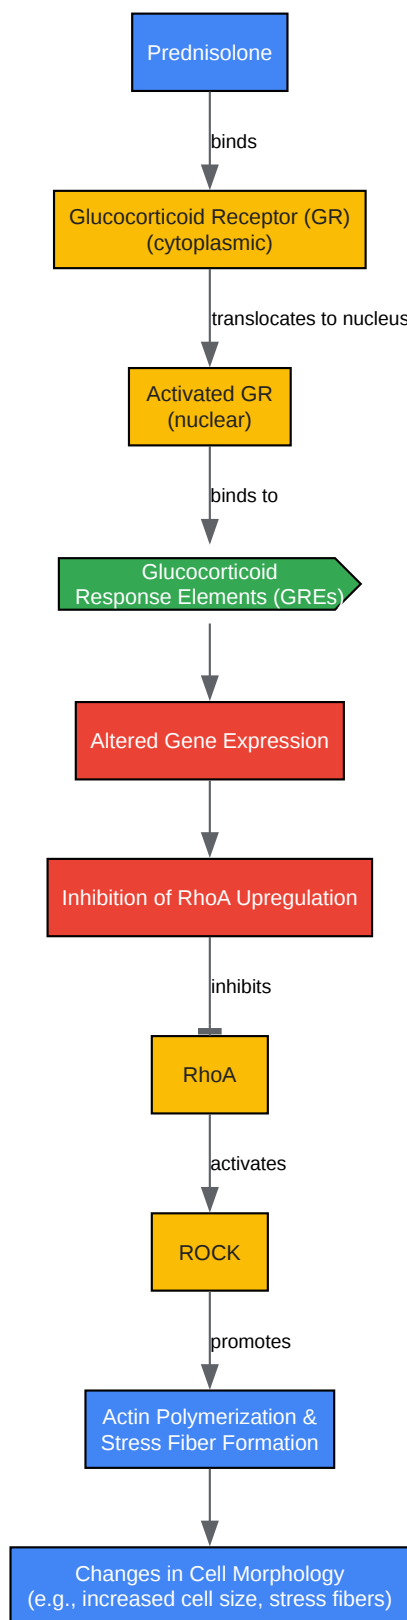 Prednisolone
binds
Glucocorticoid Receptor (GR)
(cytoplasmic)
translocates to nucleus
Activated GR
(nuclear)
binds to
Glucocorticoid
Response Elements (GREs)
Altered Gene Expression
Inhibition of RhoA Upregulation
inhibits
RhoA
activates
ROCK
promotes
Actin Polymerization &
Stress Fiber Formation
Changes in Cell Morphology
(e.g., increased cell size, stress fibers)